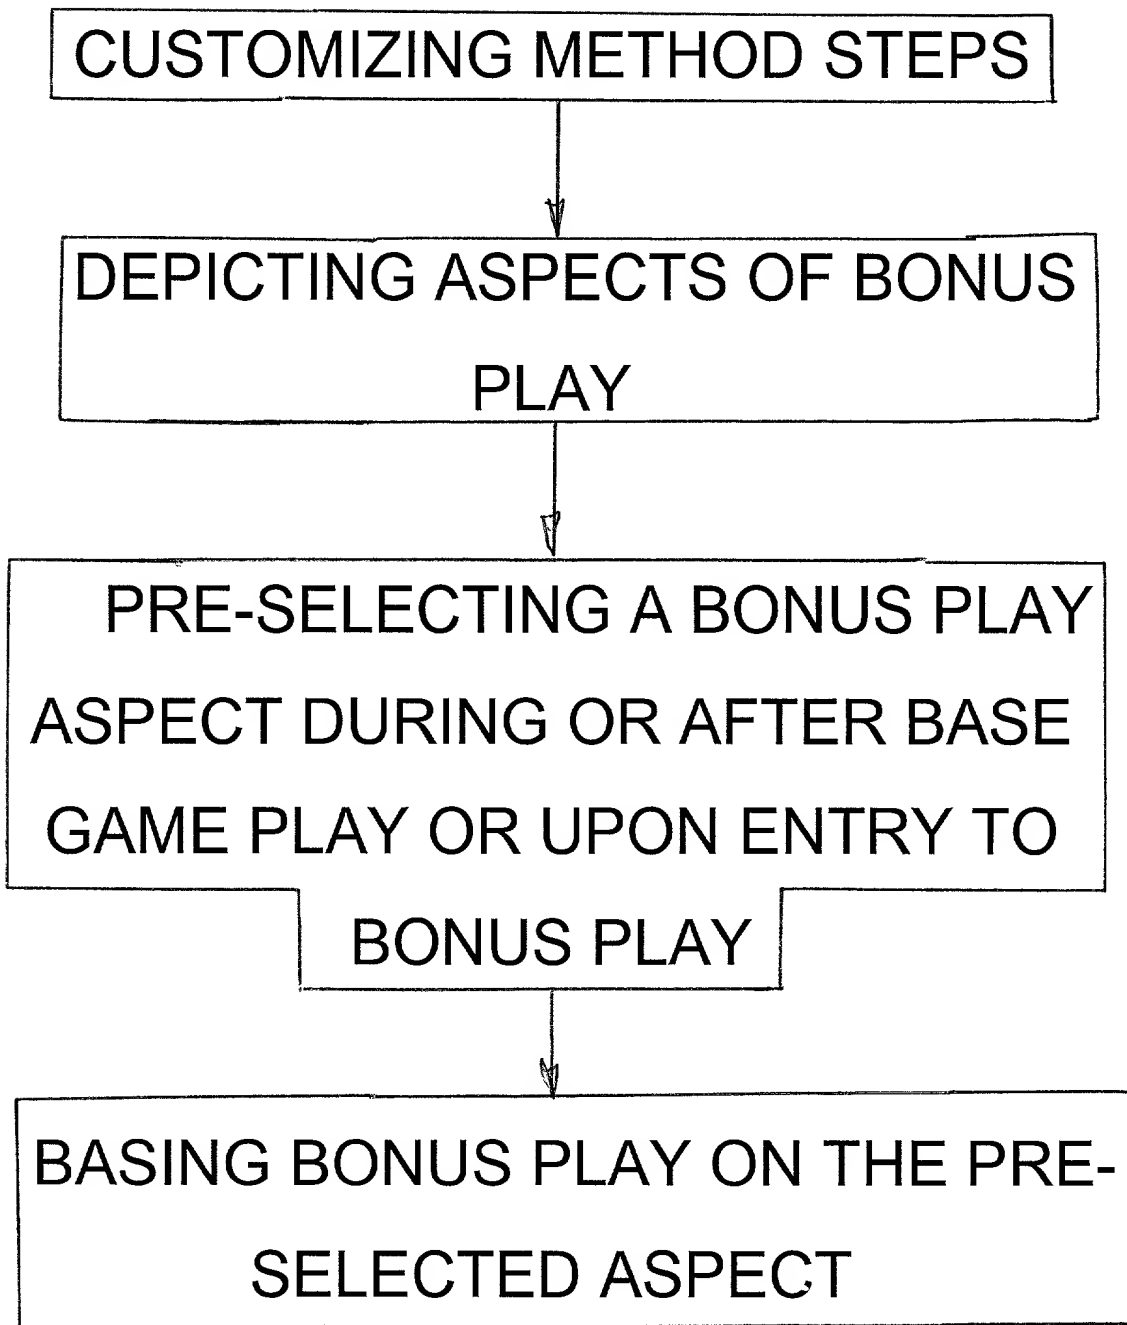 CUSTOMIZING METHOD STEPS
DEPICTING ASPECTS OF BONUS
PLAY
PRE-SELECTING A BONUS PLAY
ASPECT DURING OR AFTER BASE
GAME PLAY OR UPON ENTRY TO
BONUS PLAY
BASING BONUS PLAY ON THE PRE-
SELECTED ASPECT